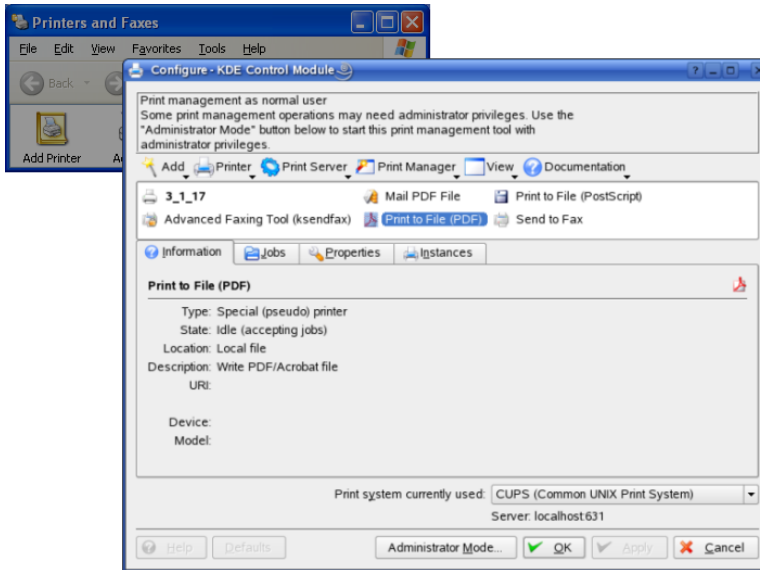 Printers and Faxes
File Edit View Favorites Tools Help
Back
Add Printer
Configure - KDE Control Module
Print management as normal user
Some print management operations may need administrator privileges. Use the
"Administrator Mode" button below to start this print management tool with
administrator privileges.
Add Printer Print Server Print Manager View Documentation
3_1_17 Mail PDF File Print to File (PostScript)
Advanced Faxing Tool (ksendfax) Print to File (PDF) Send to Fax
Information Jobs Properties Instances
Print to File (PDF)
Type: Special (pseudo) printer
State: Idle (accepting jobs)
Location: Local file
Description: Write PDF/Acrobat file
URI:
Device:
Model:
Print system currently used: CUPS (Common UNIX Print System)
Server: localhost:631
Help Defaults Administrator Mode... OK Apply Cancel